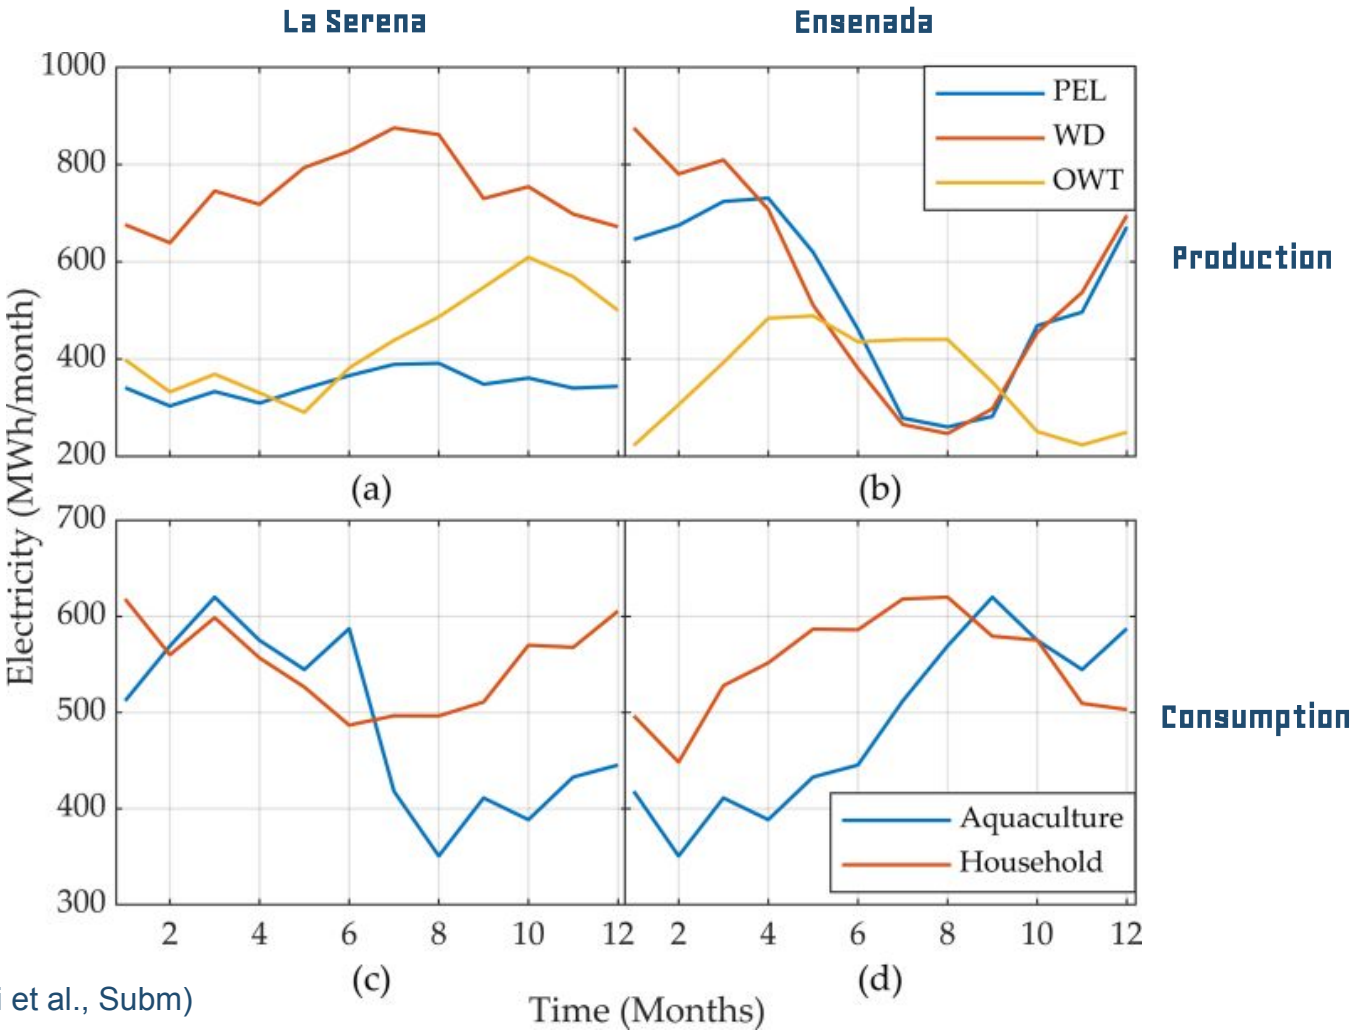 La Serena
Ensenada
1000
800
600
400
200
PEL
WD
OWT
Production
(a)
(b)
Electricity (MWh/month)
700
600
500
400
300
Aquaculture
Household
Consumption
2 4 6 8 10 12 2 4 6 8 10 12
(c)
(d)
et al., Subm)
Time (Months)